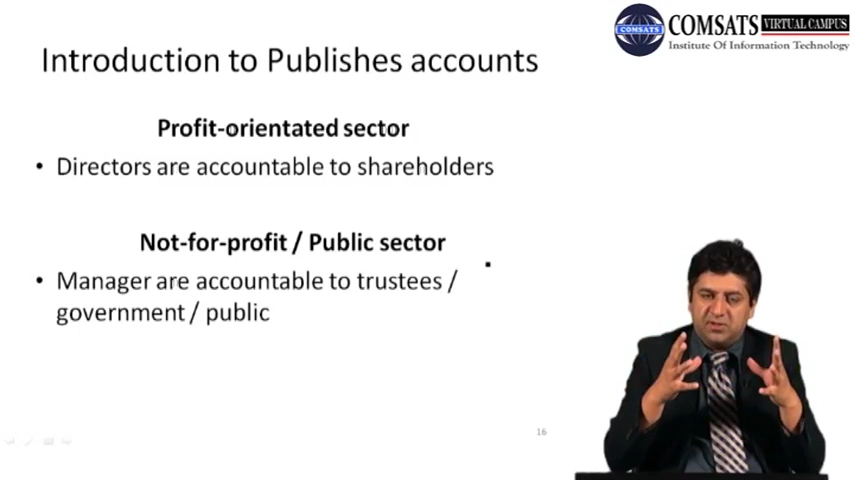 COMSATS VIRTUAL CAMPUS
COMSATS
Institute Of Information Technology
Introduction to Publishes accounts
Profit-orientated sector
• Directors are accountable to shareholders
Not-for-profit / Public sector
• Manager are accountable to trustees /
government / public
16